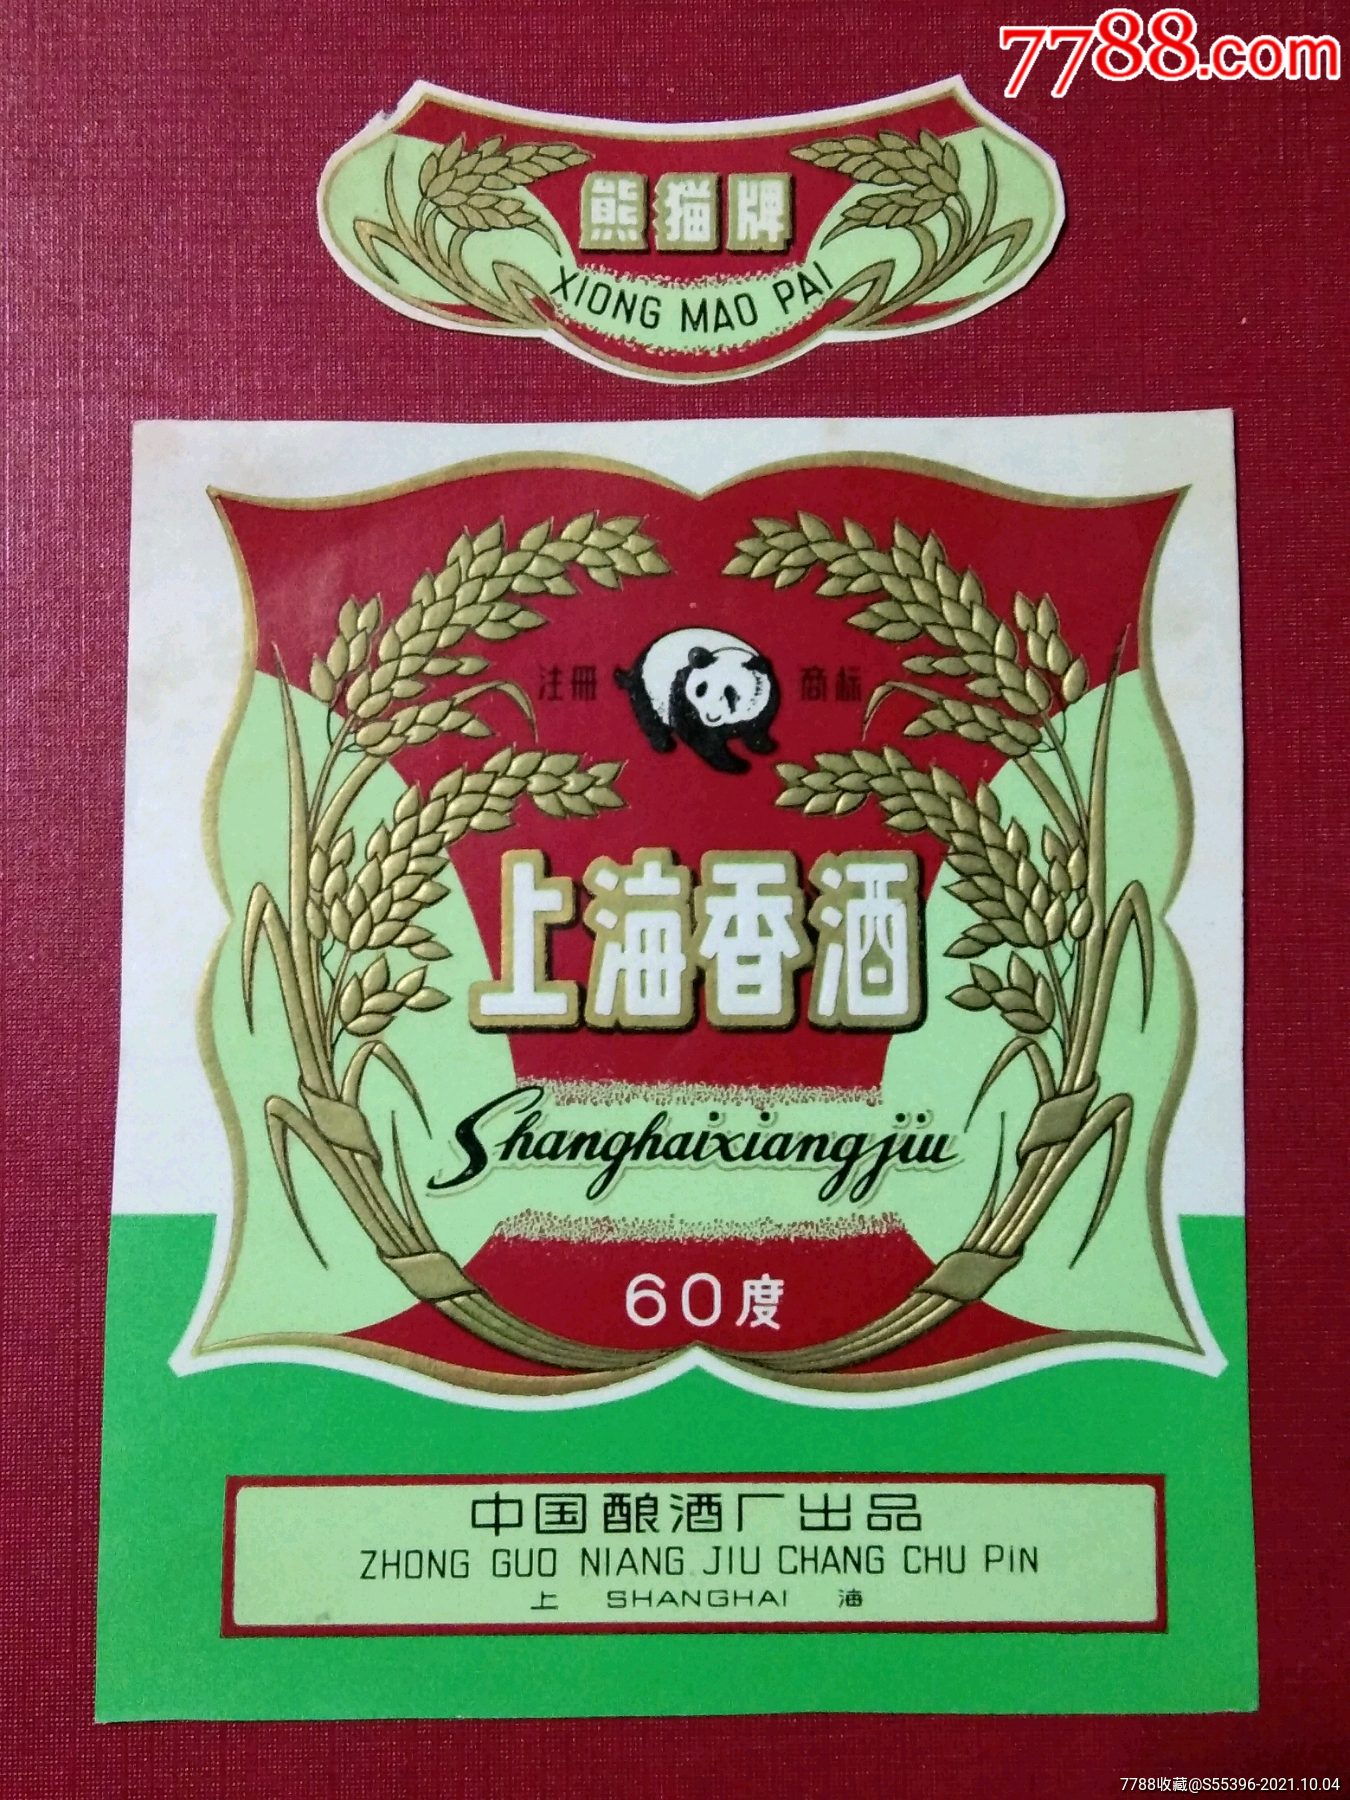 7788.com
熊猫牌
XIONG MAO PAI
注册 商标
上海香酒
Shanghaixiangjiu
60度
中国酿酒厂出品
ZHONG GUO NIANG JIU CHANG CHU PIN
上 SHANGHAI 海
7788收藏@S55396-2021.10.04